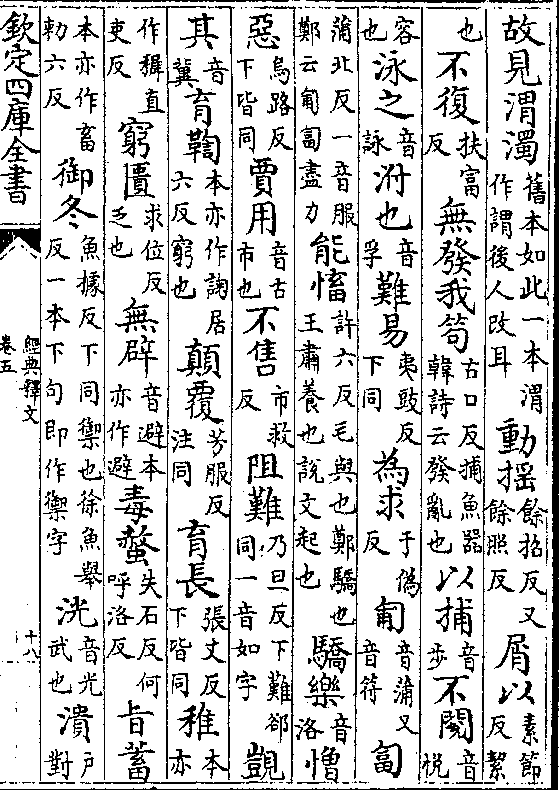 故見渭濁舊本如此一本渭作謂後人改耳動揺餘招反又餘照反屑以素節反絜
也不復扶富反無發我笱古口反捕魚器韓詩云發亂也以捕音步不閱音悅
容也泳之音詠泭也音孚難易夷豉反下同為求于偽反匍音蒲又音符匐
蒲北反一音服鄭云匍匐盡力能慉許六反毛興也鄭驕也王肅養也說文起也驕樂音洛憎
惡烏路反下皆同賈用音古市也不售市救反阻難乃旦反下難卻同一音如字覬
其音冀育鞫本亦作諊居六反窮也顛覆芳服反注同育長張丈反下皆同稚本亦
作稺直吏反窮匱求位反乏也無辟音避本亦作避毒螫失石反何呼洛反旨蓄
本亦作畜勑六反御冬魚據反下同禦也徐魚舉反一本下句即作禦字洸音光武也潰户對
欽定四庫全書
經典釋文
卷五
十八